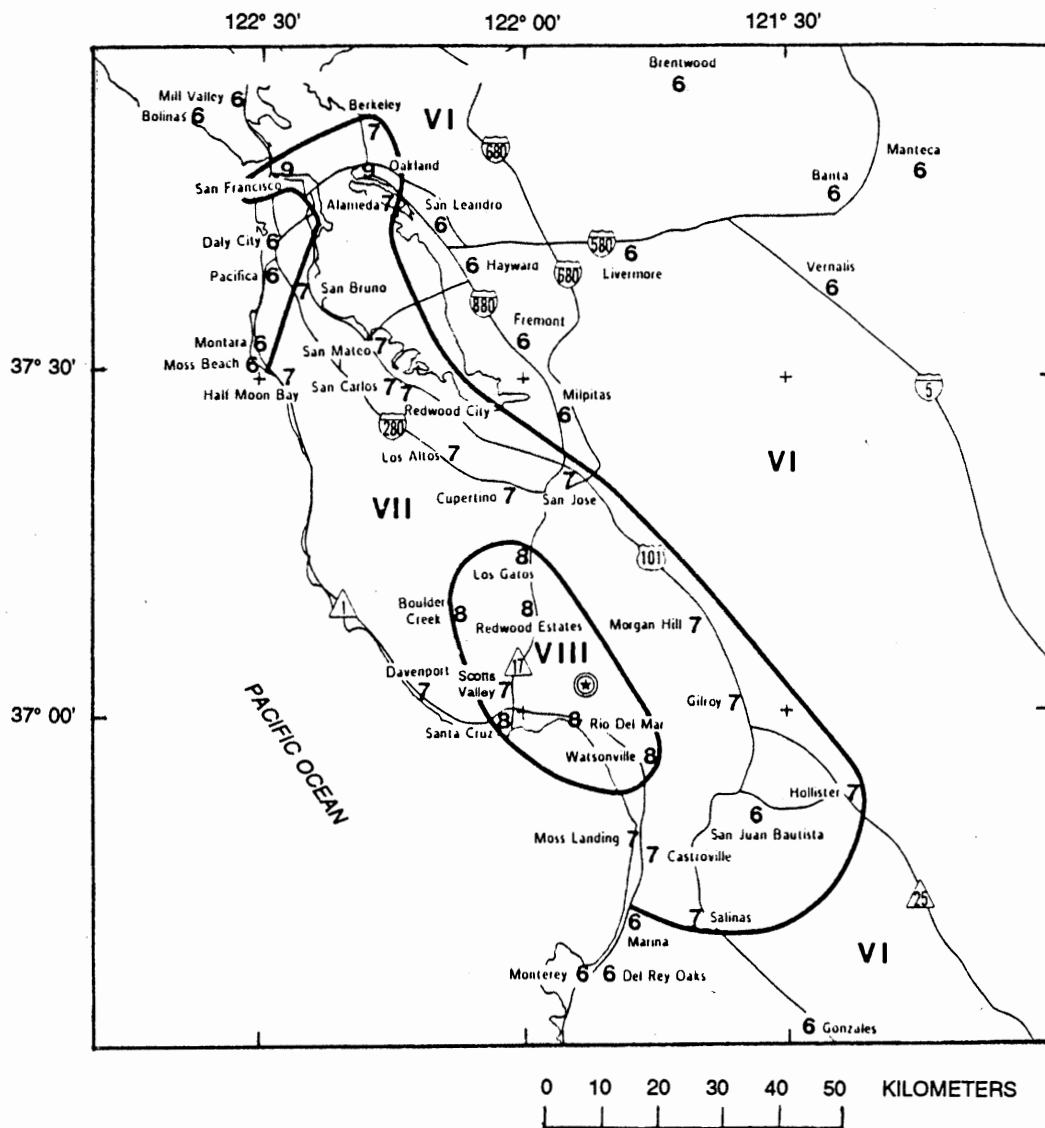 122° 30' 122° 00' 121° 30'
Brentwood
6
Mill Valley 6
Bolinas 6
Berkeley
7
VI
680
Manteca
6
Banta
6
9
9 Oakland
San Francisco
Alameda 7
San Leandro
6
Daly City 6
580
6
Livermore
Pacifica 6
6 Hayward
680
Vernalis
6
7 San Bruno
880
Fremont
6
Montara 6
San Mateo 7
37° 30'
Moss Beach 6
7
Half Moon Bay
San Carlos 7 7
Redwood City
5
Milpitas
6
280
Los Altos 7
VI
7
San Jose
Cupertino 7
VII
101
8
Los Gatos
1
Boulder
Creek 8
8
Redwood Estates
Morgan Hill 7
VIII
17
Davenport
7
Scotts
Valley 7
Gilroy 7
37° 00'
Santa Cruz 8
8 Rio Del Mar
PACIFIC OCEAN
Watsonville 8
Hollister 7
6
San Juan Bautista
Moss Landing 7
7 Castroville
25
7 Salinas
6
Marina
VI
Monterey 6 6 Del Rey Oaks
6 Gonzales
0 10 20 30 40 50 KILOMETERS